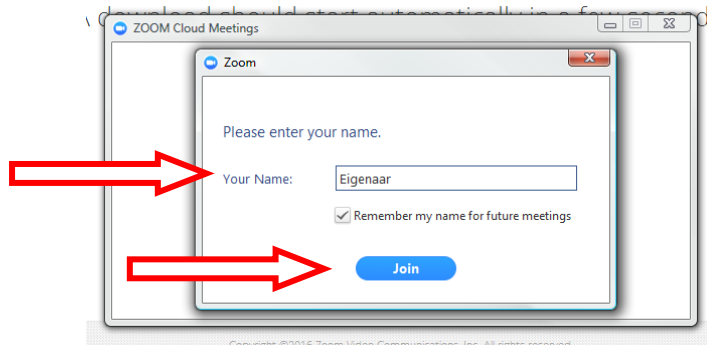 download should start automatically in a few second
ZOOM Cloud Meetings
Zoom
Please enter your name.
Your Name:
Eigenaar
Remember my name for future meetings
Join
Copyright ©2016 Zoom Video Communications, Inc. All rights reserved